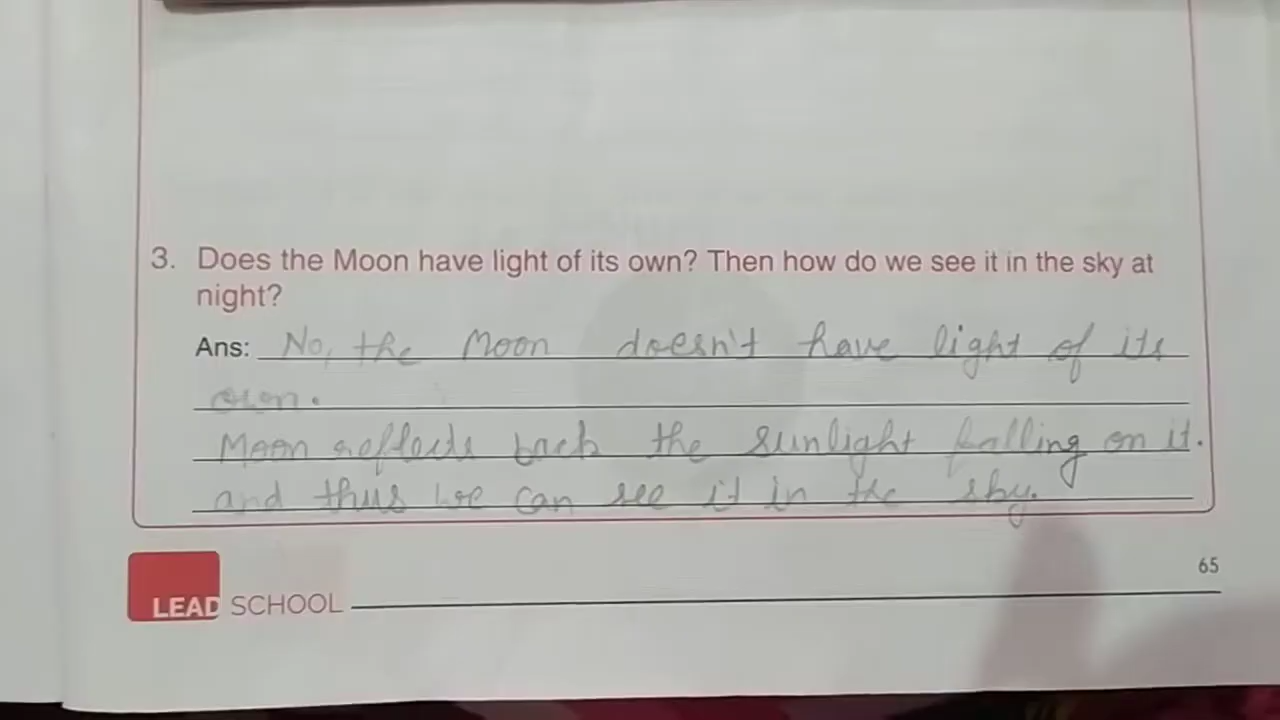 3. Does the Moon have light of its own? Then how do we see it in the sky at
night?
Ans: No, the Moon doesn't have light of its
own.
Moon reflects back the sunlight falling on it.
and thus we can see it in the sky.
65
LEAD SCHOOL